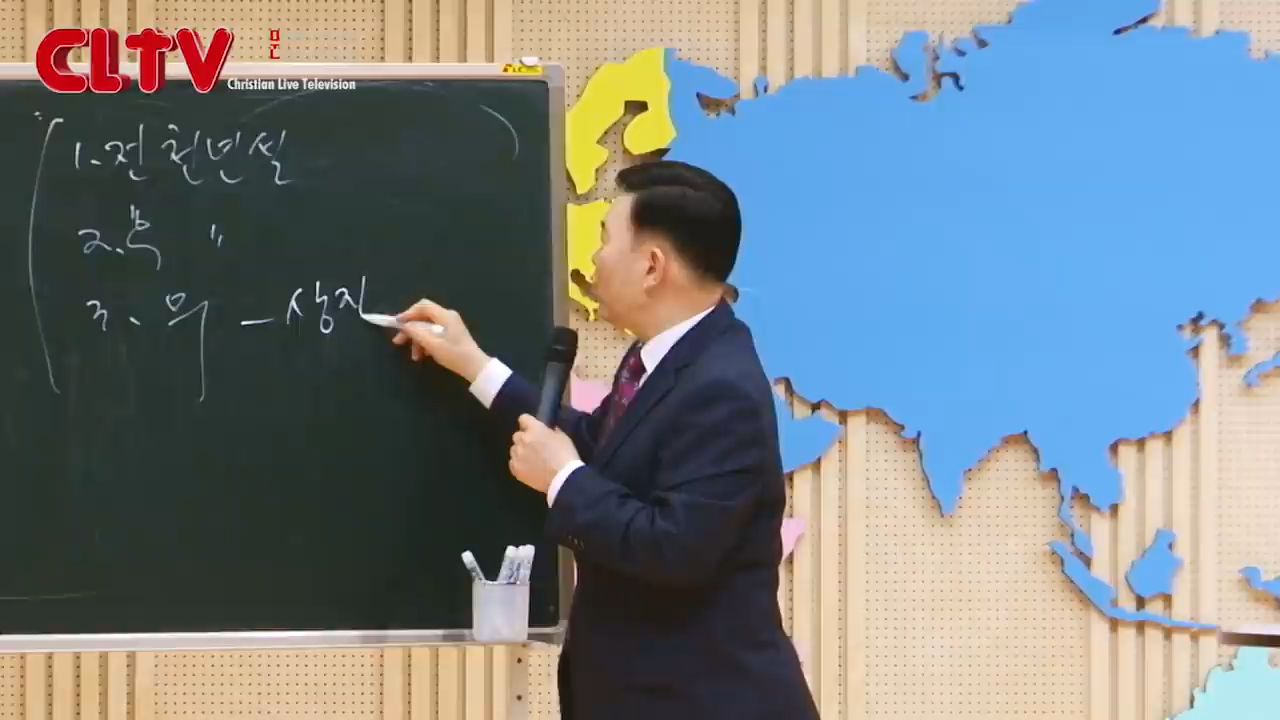 CLTV
Christian Live Television
1. 전 천년설
2. 후 〃
3. 무 - 상징